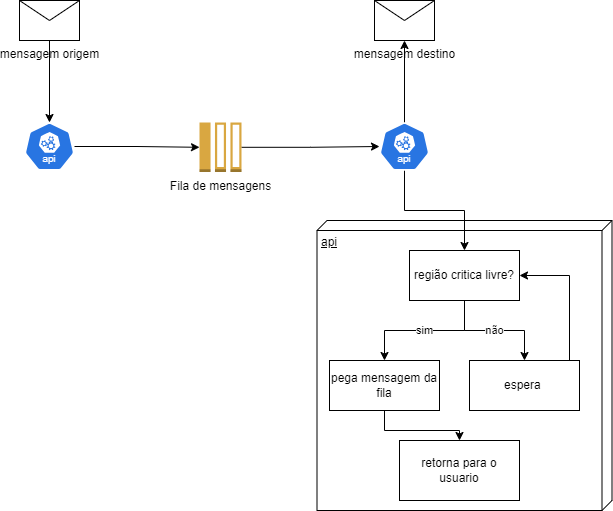 mensagem origem
mensagem destino
api
api
Fila de mensagens
api
região critica livre?
sim
não
pega mensagem da
fila
espera
retorna para o
usuario